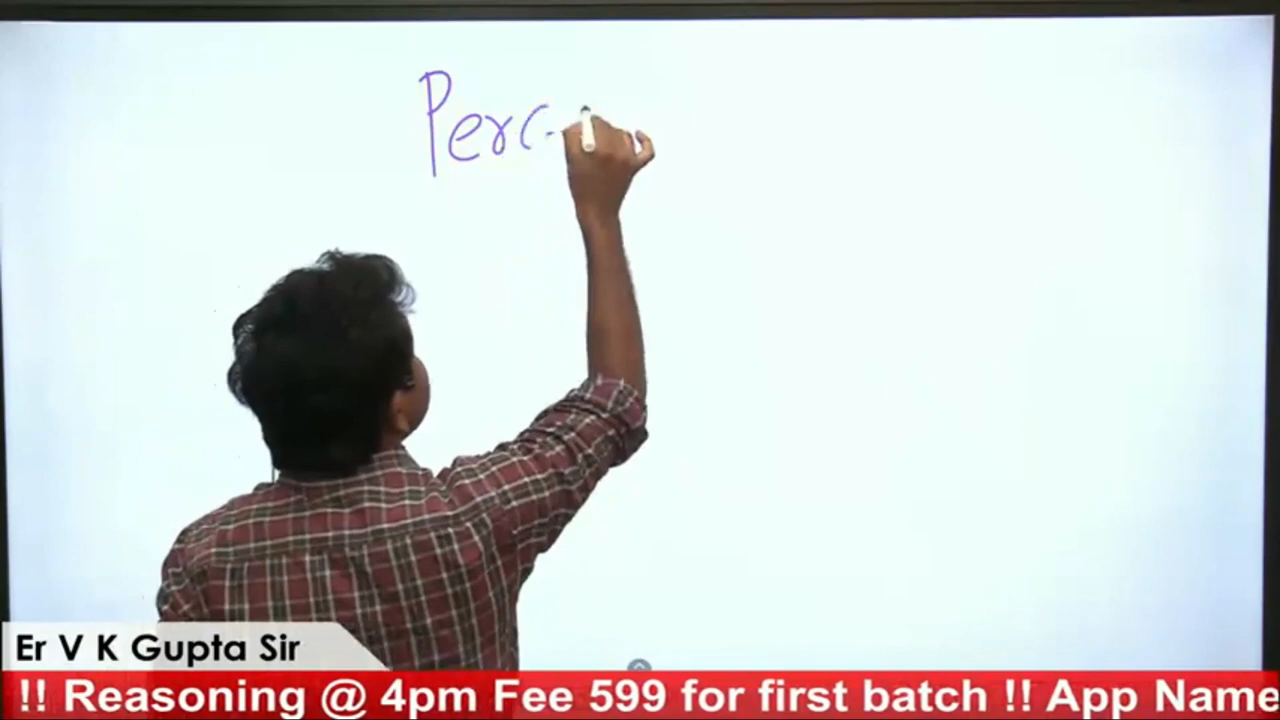 Perc
Er V K Gupta Sir
!! Reasoning @ 4pm Fee 599 for first batch !! App Name